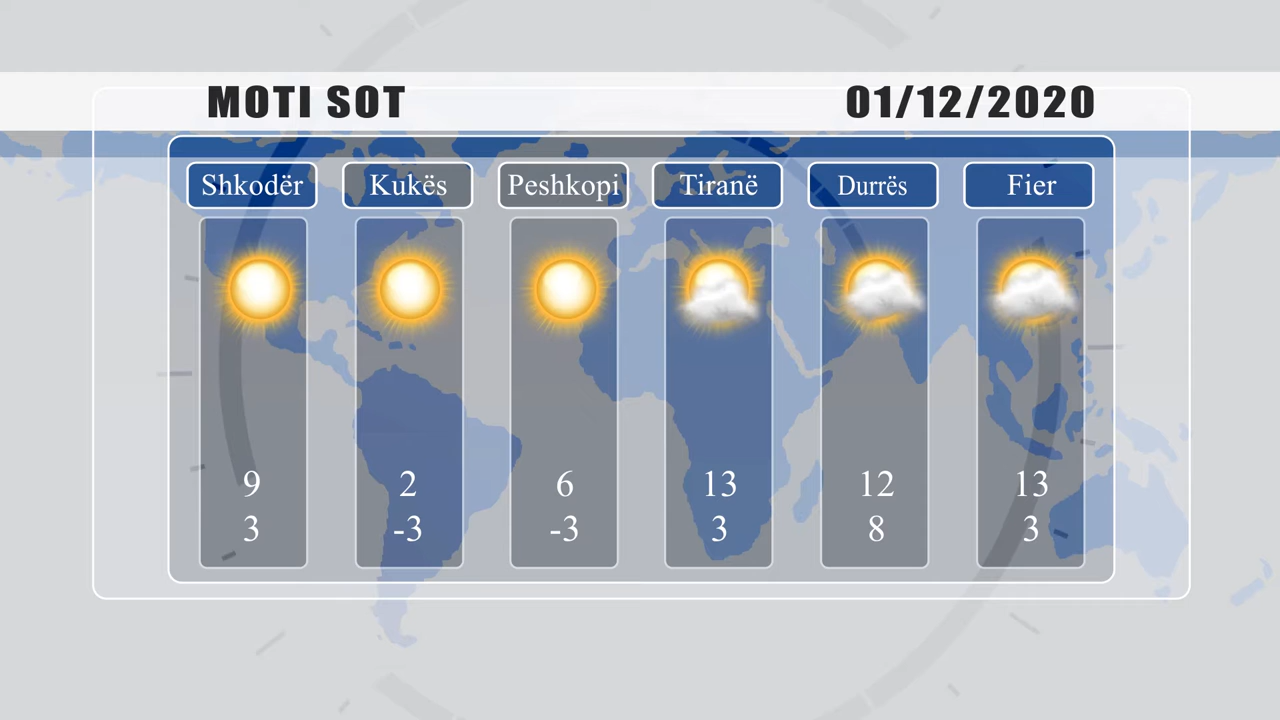 MOTI SOT 01/12/2020
Shkodër Kukës Peshkopi Tiranë Durrës Fier
9 2 6 13 12 13
3 -3 -3 3 8 3